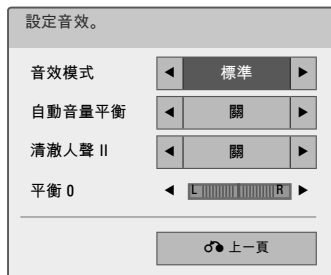 設定音效。
音效模式 ◀ 標準 ▶
自動音量平衡 ◀ 關 ▶
清澈人聲 II ◀ 關 ▶
平衡 0 ◀ L R ▶
上一頁